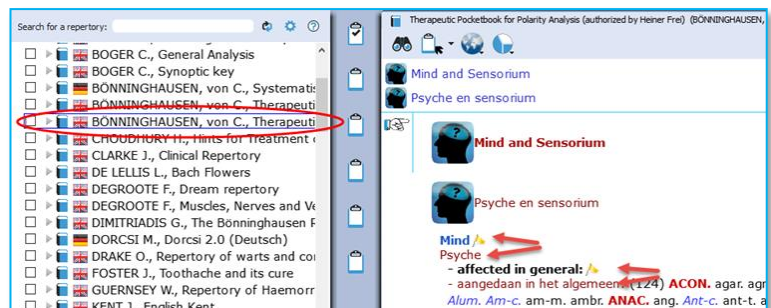 Search for a repertory:
BOGER C., General Analysis
BOGER C., Synoptic key
BÖNNINGHAUSEN, von C., Systematis
BÖNNINGHAUSEN, von C., Therapeuti
BÖNNINGHAUSEN, von C., Therapeuti
CHOUDHURY H., Hints for Treatment
CLARKE J., Clinical Repertory
DE LELLIS L., Bach Flowers
DEGROOTE F., Dream repertory
DEGROOTE F., Muscles, Nerves and Ve
DIMITRIADIS G., The Bönninghausen R
DORCSI M., Dorcsi 2.0 (Deutsch)
DRAKE O., Repertory of warts and co
FOSTER J., Toothache and its cure
GUERNSEY W., Repertory of Haemorr
KENT J., English Kent
Therapeutic Pocketbook for Polarity Analysis (authorized by Heiner Frei) (BÖNNINGHAUSEN,
Mind and Sensorium
Psyche en sensorium
Mind and Sensorium
Psyche en sensorium
Mind
Psyche
- affected in general:
- aangedaan in het algemeen: (124) ACON. agar. agn
Alum. Am-c. am-m. ambr. ANAC. ang. Ant-c. ant-t. a